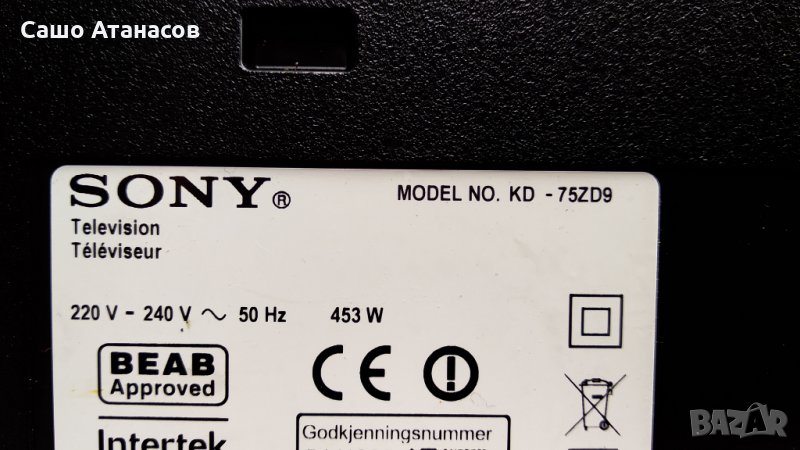 Сашо Атанасов
SONY®
MODEL NO. KD - 75ZD9
Television
Téléviseur
220 V - 240 V ~ 50 Hz 453 W
BEAB
Approved
CE
Intertek
Godkjenningsnummer
BAZAR